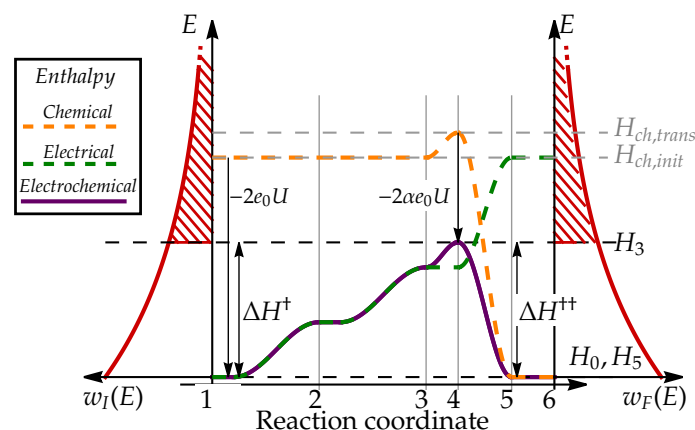 E
E
Enthalpy
Chemical
Electrical
Electrochemical
H_{ch,trans}
H_{ch,init}
−2e_0U
−2αe_0U
H_3
ΔH^†
ΔH^{††}
H_0, H_5
w_I(E)
1
2
3
4
5
6
w_F(E)
Reaction coordinate